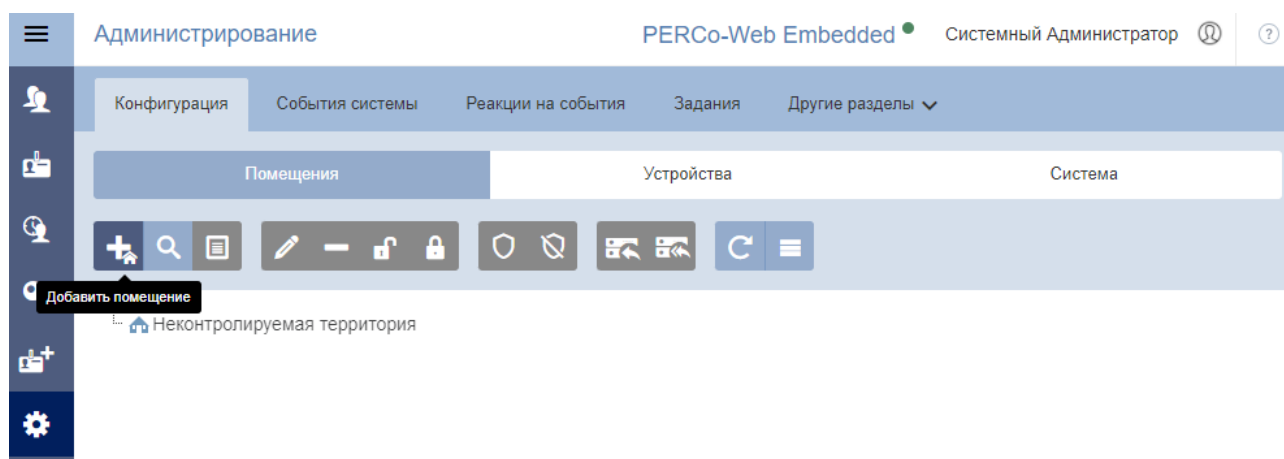 Администрирование
PERCo-Web Embedded
Системный Администратор
?
Конфигурация
События системы
Реакции на события
Задания
Другие разделы
Помещения
Устройства
Система
Добавить помещение
Неконтролируемая территория